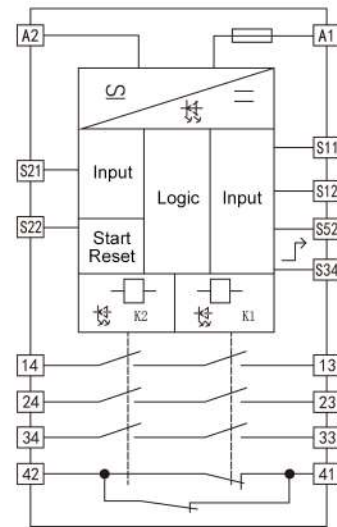 A2 A1
SI
S11
S21 Input Logic Input S12
S22 Start Reset S52
S34
K2 K1
14 13
24 23
34 33
42 41